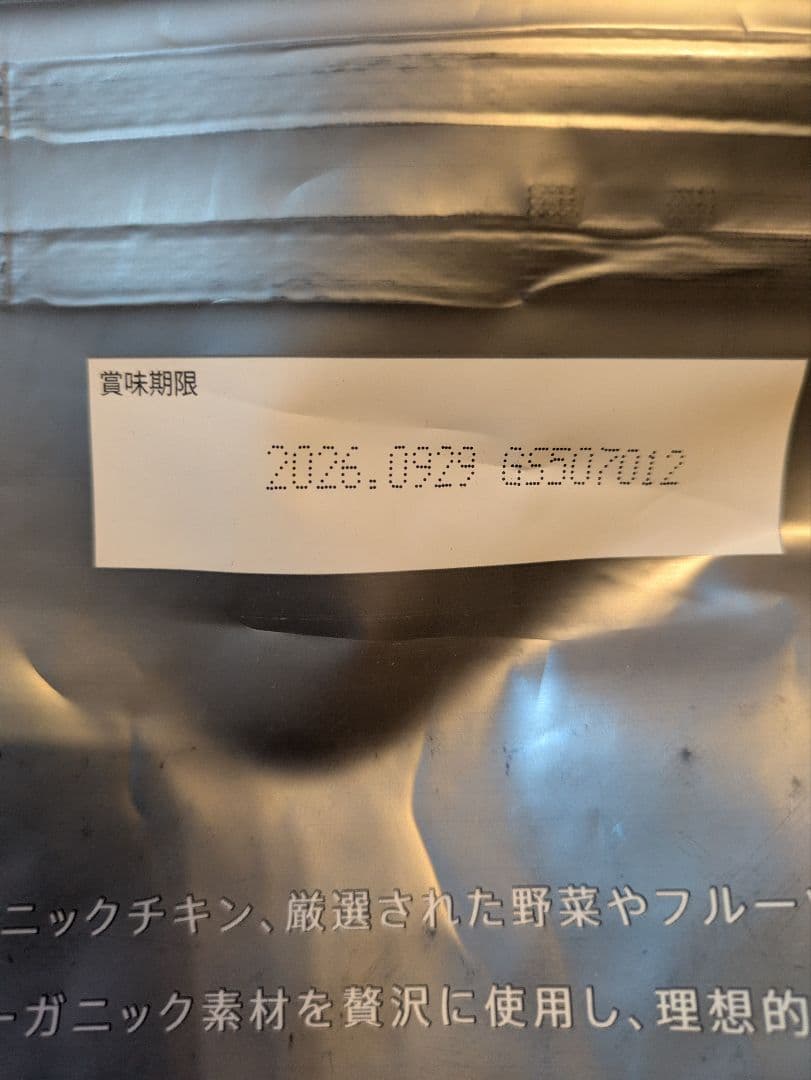 賞味期限
2026.0929 GS307012
ニックチキン、厳選された野菜やフルー
ーガニック素材を贅沢に使用し、理想的